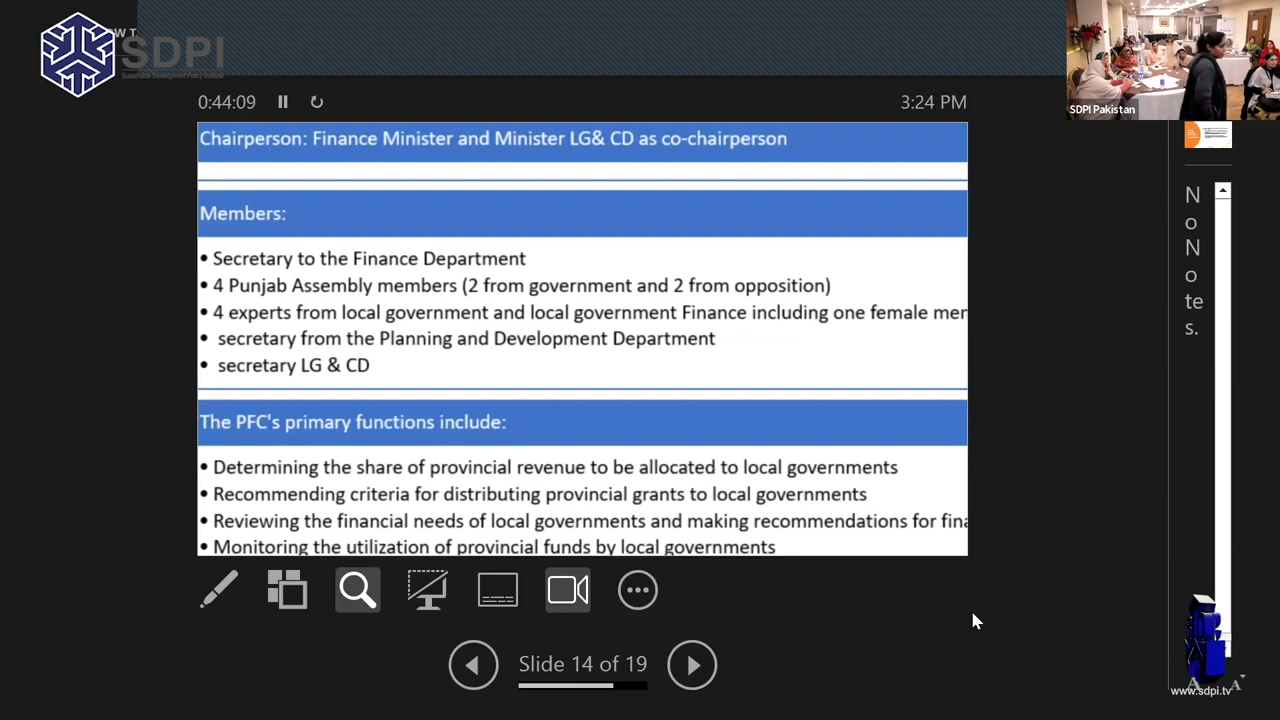 W T
SDPI
Sustainable Development Policy Institute
SDPI Pakistan
0:44:09
3:24 PM
Chairperson: Finance Minister and Minister LG& CD as co-chairperson
Members:
• Secretary to the Finance Department
• 4 Punjab Assembly members (2 from government and 2 from opposition)
• 4 experts from local government and local government Finance including one female mer
• secretary from the Planning and Development Department
• secretary LG & CD
The PFC's primary functions include:
• Determining the share of provincial revenue to be allocated to local governments
• Recommending criteria for distributing provincial grants to local governments
• Reviewing the financial needs of local governments and making recommendations for fina
• Monitoring the utilization of provincial funds by local governments
Slide 14 of 19
N
o
N
o
te
s.
A A
www.sdpi.tv